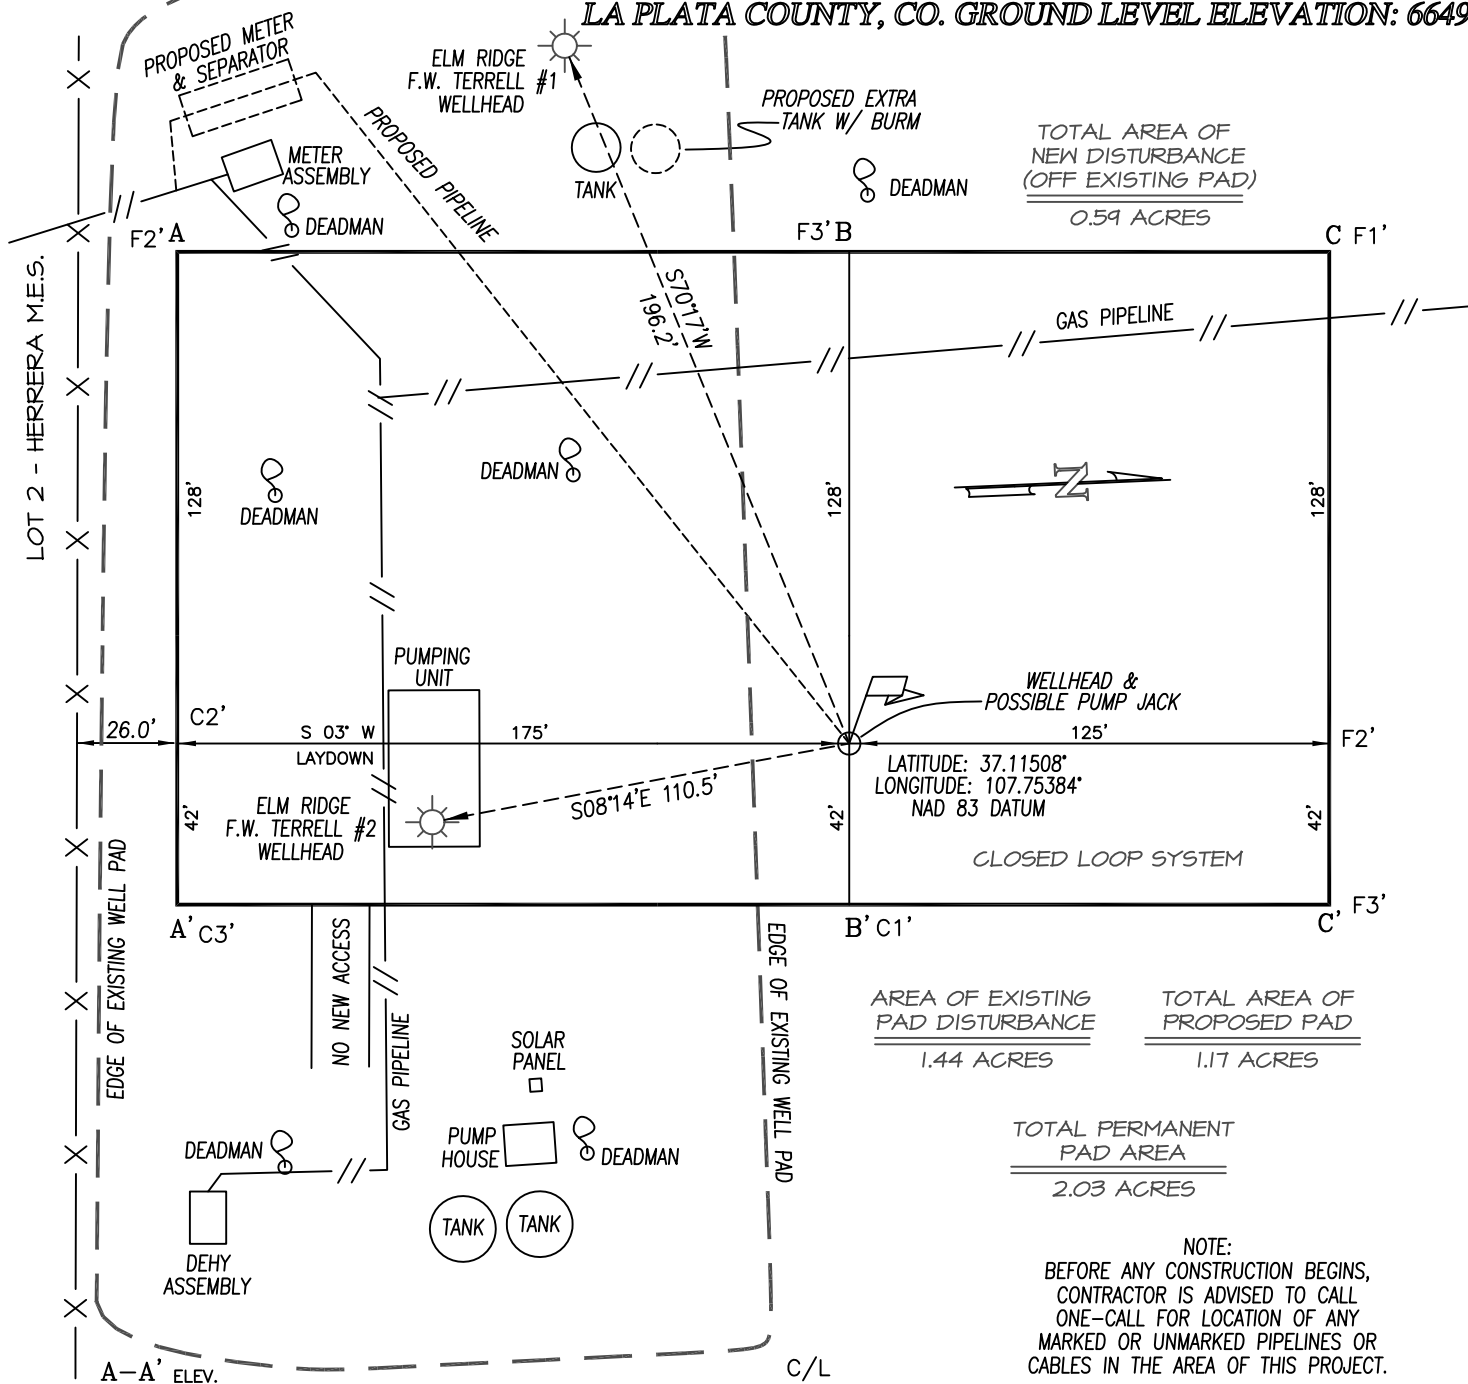 LA PLATA COUNTY, CO. GROUND LEVEL ELEVATION: 6649
PROPOSED METER
& SEPARATOR
ELM RIDGE
F.W. TERRELL #1
WELLHEAD
PROPOSED EXTRA
TANK W/ BURM
TOTAL AREA OF
NEW DISTURBANCE
(OFF EXISTING PAD)
0.59 ACRES
PROPOSED PIPELINE
METER
ASSEMBLY
TANK
DEADMAN
DEADMAN
F2' A
F3' B
C F1'
LOT 2 - HERRERA M.E.S.
S70°17'W
196.2'
GAS PIPELINE
DEADMAN
DEADMAN
128'
128'
128'
N
PUMPING
UNIT
WELLHEAD &
POSSIBLE PUMP JACK
26.0'
C2'
S 03° W
175'
125'
F2'
LAYDOWN
LATITUDE: 37.11508°
LONGITUDE: 107.75384°
NAD 83 DATUM
S08°14'E 110.5'
ELM RIDGE
F.W. TERRELL #2
WELLHEAD
42'
42'
42'
CLOSED LOOP SYSTEM
A' C3'
B' C1'
C' F3'
EDGE OF EXISTING WELL PAD
NO NEW ACCESS
GAS PIPELINE
EDGE OF EXISTING WELL PAD
AREA OF EXISTING
PAD DISTURBANCE
1.44 ACRES
TOTAL AREA OF
PROPOSED PAD
1.17 ACRES
SOLAR
PANEL
PUMP
HOUSE
DEADMAN
DEADMAN
TOTAL PERMANENT
PAD AREA
2.03 ACRES
TANK
TANK
DEHY
ASSEMBLY
NOTE:
BEFORE ANY CONSTRUCTION BEGINS,
CONTRACTOR IS ADVISED TO CALL
ONE-CALL FOR LOCATION OF ANY
MARKED OR UNMARKED PIPELINES OR
CABLES IN THE AREA OF THIS PROJECT.
A-A' ELEV.
C/L